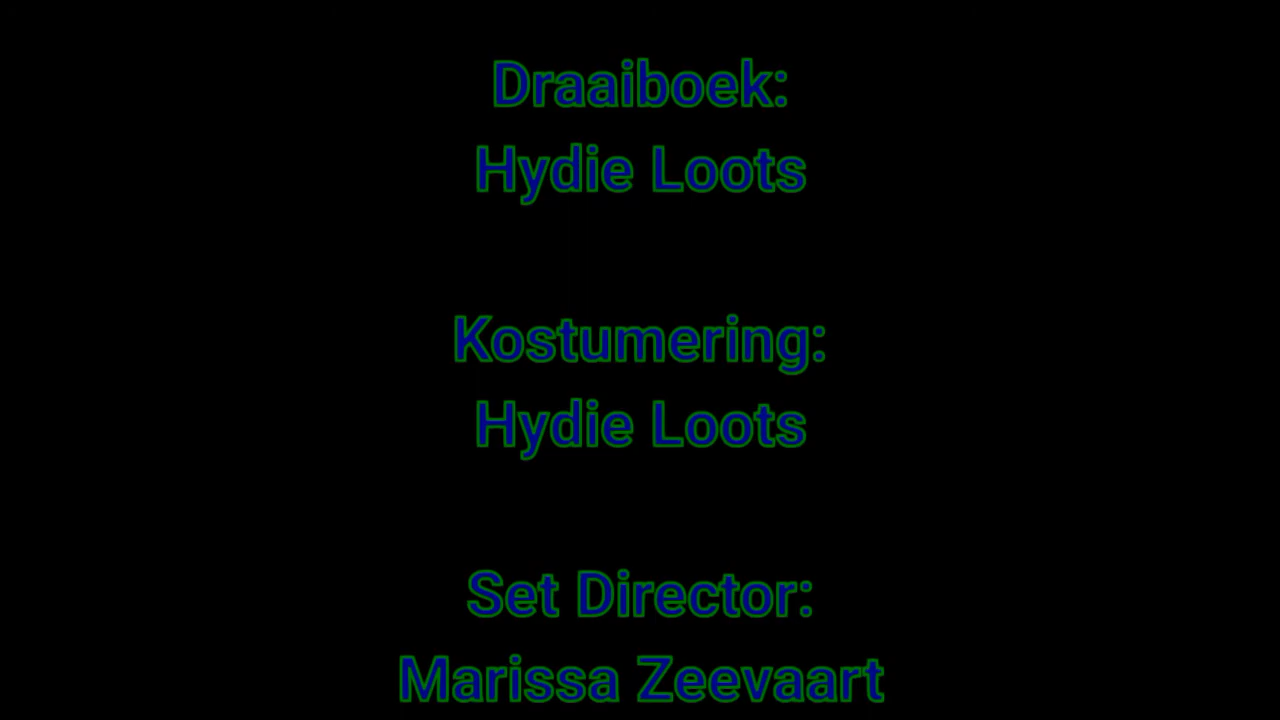 Draaiboek:
Hydie Loots
Kostumering:
Hydie Loots
Set Director:
Marissa Zeevaart